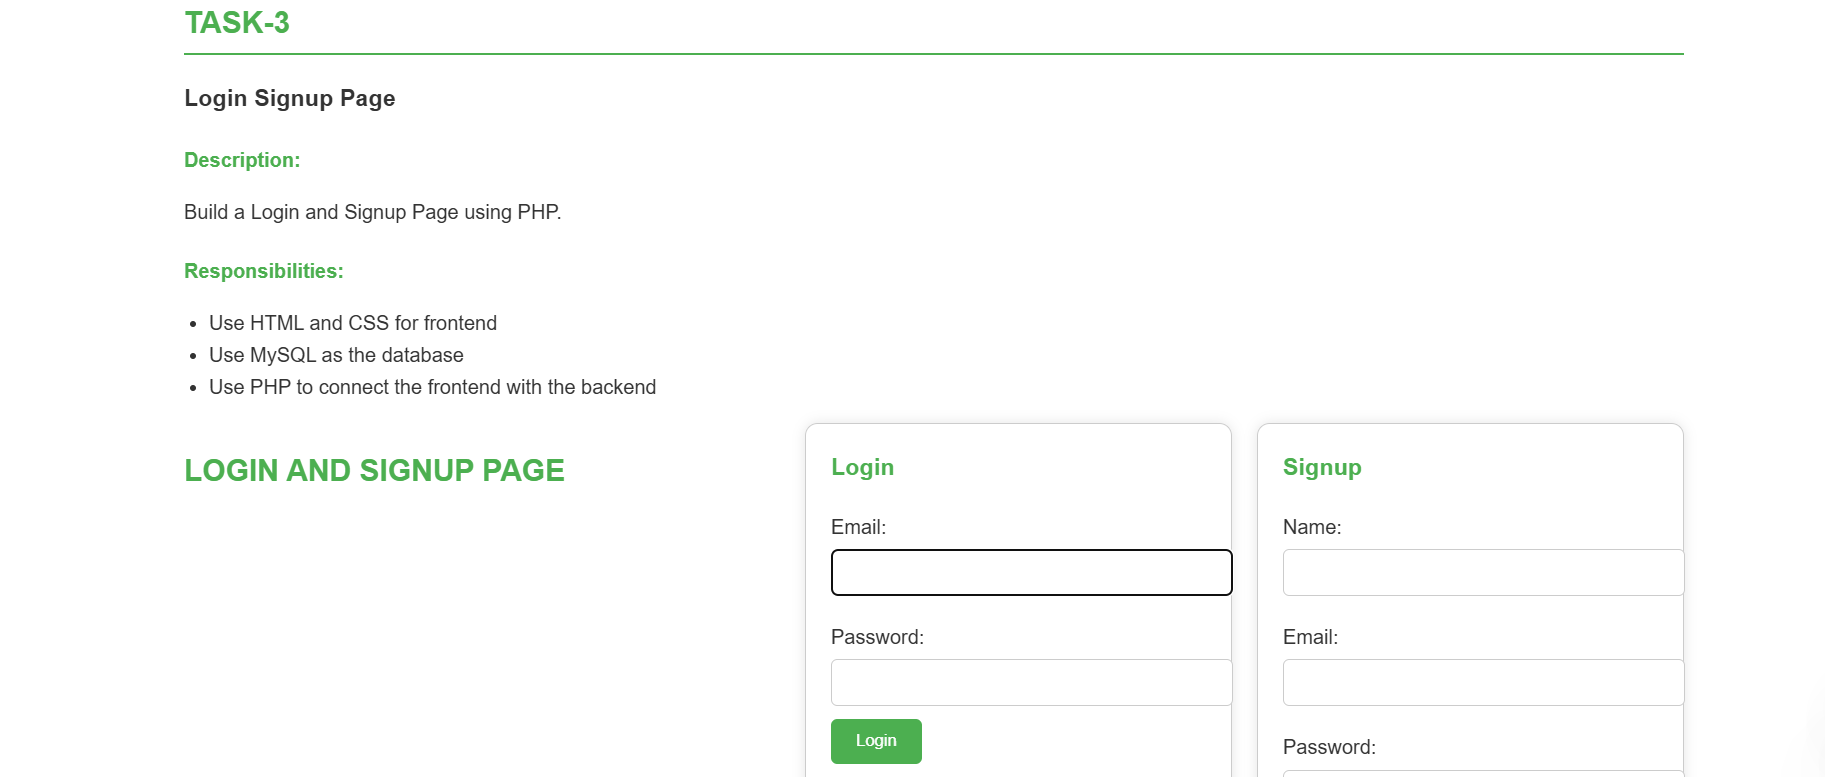 TASK-3
Login Signup Page
Description:
Build a Login and Signup Page using PHP.
Responsibilities:
Use HTML and CSS for frontend
Use MySQL as the database
Use PHP to connect the frontend with the backend
LOGIN AND SIGNUP PAGE
Login
Email:
Password:
Login
Signup
Name:
Email:
Password: